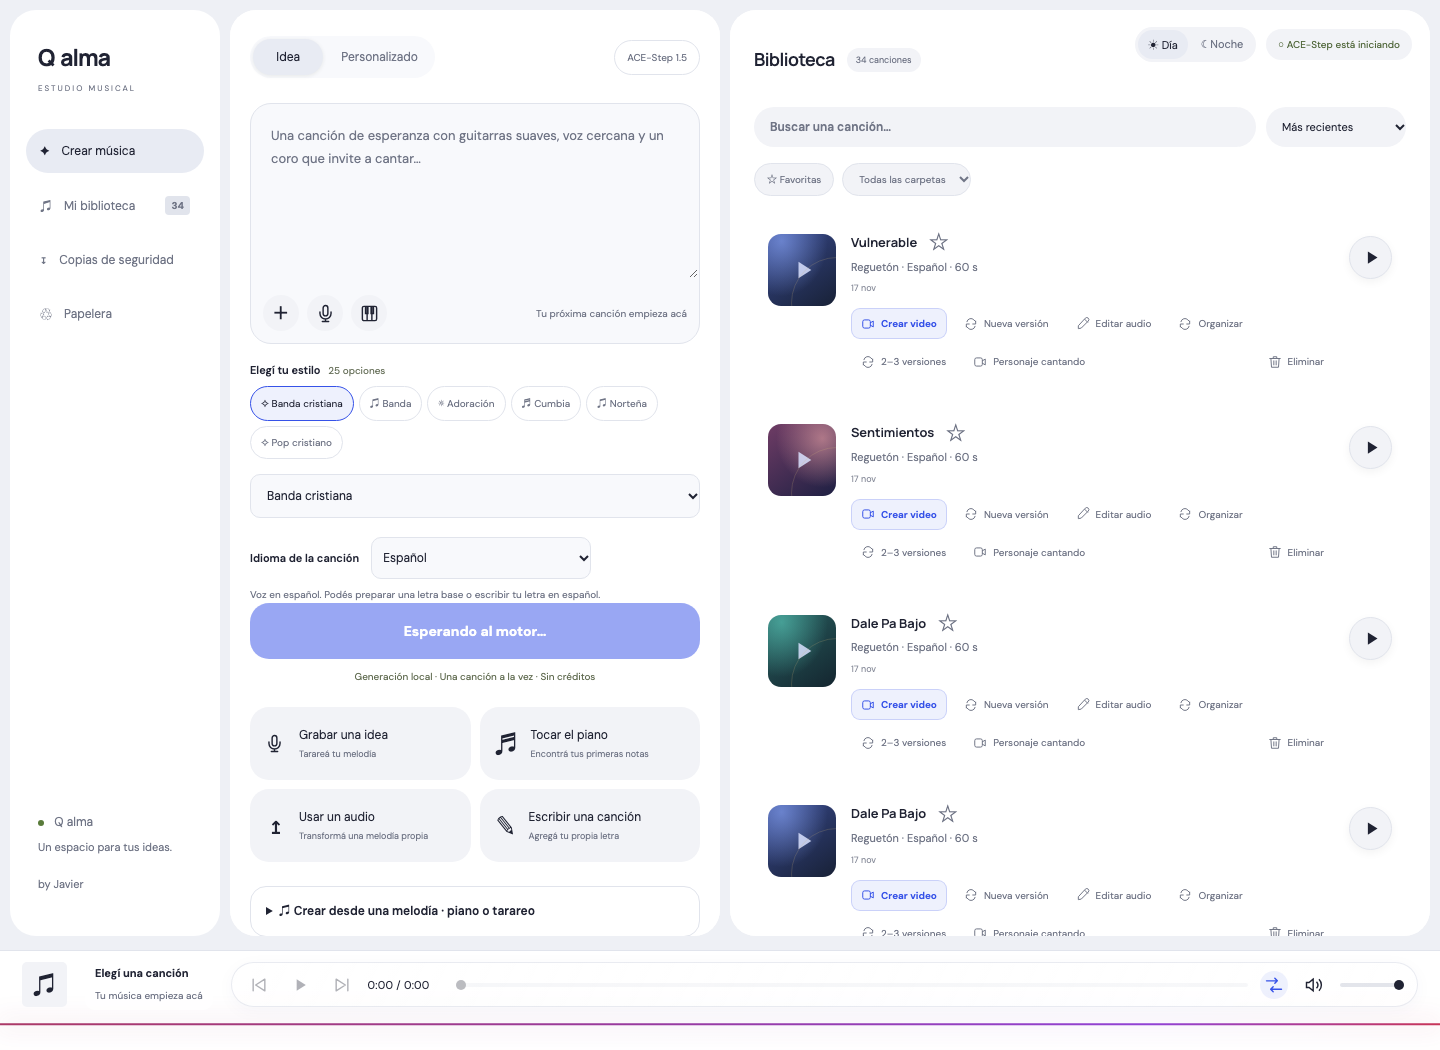 Q alma
ESTUDIO MUSICAL
Crear música
Mi biblioteca 34
Copias de seguridad
Papelera
Q alma
Un espacio para tus ideas.
by Javier
Idea Personalizado ACE-Step 1.5
Una canción de esperanza con guitarras suaves, voz cercana y un
coro que invite a cantar...
Tu próxima canción empieza acá
Elegí tu estilo 25 opciones
Banda cristiana Banda Adoración Cumbia Norteña
Pop cristiano
Banda cristiana
Idioma de la canción Español
Voz en español. Podés preparar una letra base o escribir tu letra en español.
Esperando al motor...
Generación local · Una canción a la vez · Sin créditos
Grabar una idea
Tarareá tu melodía
Tocar el piano
Encontrá tus primeras notas
Usar un audio
Transformá una melodía propia
Escribir una canción
Agregá tu propia letra
Crear desde una melodía · piano o tarareo
Día Noche ACE-Step está iniciando
Biblioteca 34 canciones
Buscar una canción... Más recientes
Favoritas Todas las carpetas
Vulnerable
Reguetón · Español · 60 s
17 nov
Crear video Nueva versión Editar audio Organizar
2–3 versiones Personaje cantando Eliminar
Sentimientos
Reguetón · Español · 60 s
17 nov
Crear video Nueva versión Editar audio Organizar
2–3 versiones Personaje cantando Eliminar
Dale Pa Bajo
Reguetón · Español · 60 s
17 nov
Crear video Nueva versión Editar audio Organizar
2–3 versiones Personaje cantando Eliminar
Dale Pa Bajo
Reguetón · Español · 60 s
17 nov
Crear video Nueva versión Editar audio Organizar
2–3 versiones Personaje cantando Eliminar
Elegí una canción
Tu música empieza acá
0:00 / 0:00